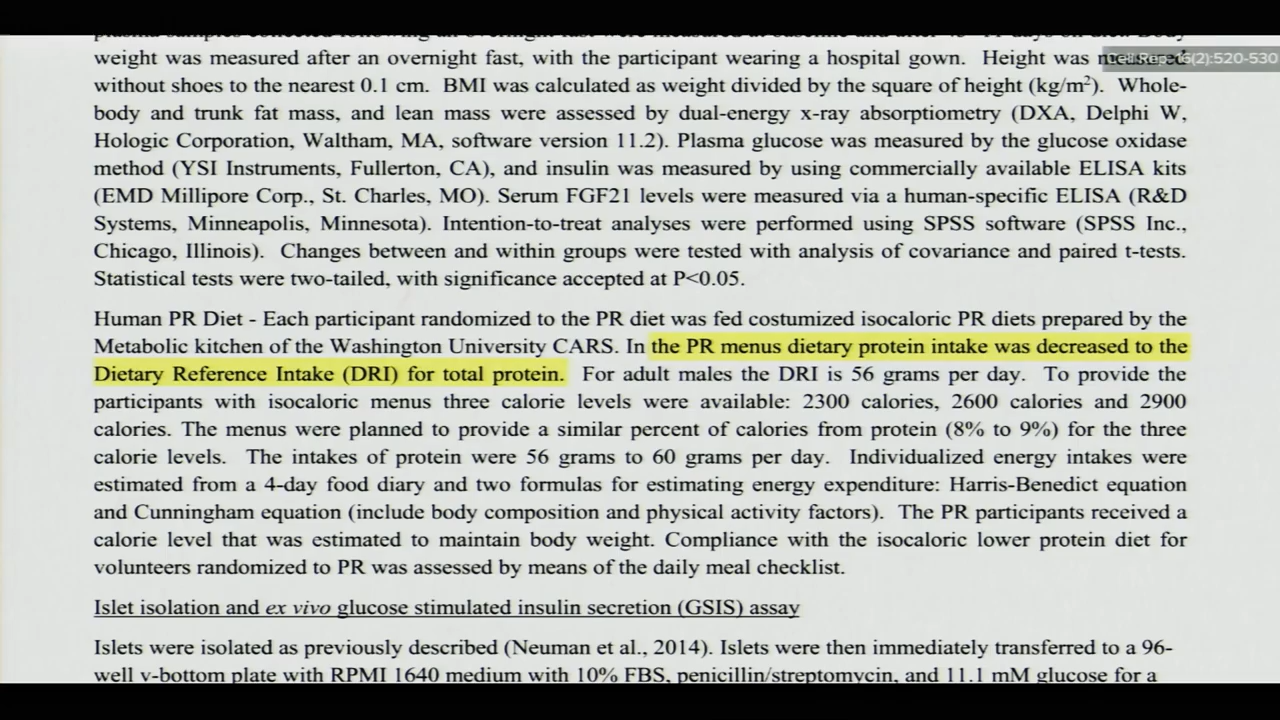 weight was measured after an overnight fast, with the participant wearing a hospital gown. Height was measured
Cell Rep. 16(2):520-530
without shoes to the nearest 0.1 cm. BMI was calculated as weight divided by the square of height (kg/m²). Whole-
body and trunk fat mass, and lean mass were assessed by dual-energy x-ray absorptiometry (DXA, Delphi W,
Hologic Corporation, Waltham, MA, software version 11.2). Plasma glucose was measured by the glucose oxidase
method (YSI Instruments, Fullerton, CA), and insulin was measured by using commercially available ELISA kits
(EMD Millipore Corp., St. Charles, MO). Serum FGF21 levels were measured via a human-specific ELISA (R&D
Systems, Minneapolis, Minnesota). Intention-to-treat analyses were performed using SPSS software (SPSS Inc.,
Chicago, Illinois). Changes between and within groups were tested with analysis of covariance and paired t-tests.
Statistical tests were two-tailed, with significance accepted at P<0.05.
Human PR Diet - Each participant randomized to the PR diet was fed costumized isocaloric PR diets prepared by the
Metabolic kitchen of the Washington University CARS. In the PR menus dietary protein intake was decreased to the
Dietary Reference Intake (DRI) for total protein. For adult males the DRI is 56 grams per day. To provide the
participants with isocaloric menus three calorie levels were available: 2300 calories, 2600 calories and 2900
calories. The menus were planned to provide a similar percent of calories from protein (8% to 9%) for the three
calorie levels. The intakes of protein were 56 grams to 60 grams per day. Individualized energy intakes were
estimated from a 4-day food diary and two formulas for estimating energy expenditure: Harris-Benedict equation
and Cunningham equation (include body composition and physical activity factors). The PR participants received a
calorie level that was estimated to maintain body weight. Compliance with the isocaloric lower protein diet for
volunteers randomized to PR was assessed by means of the daily meal checklist.
Islet isolation and ex vivo glucose stimulated insulin secretion (GSIS) assay
Islets were isolated as previously described (Neuman et al., 2014). Islets were then immediately transferred to a 96-
well v-bottom plate with RPMI 1640 medium with 10% FBS, penicillin/streptomycin, and 11.1 mM glucose for a